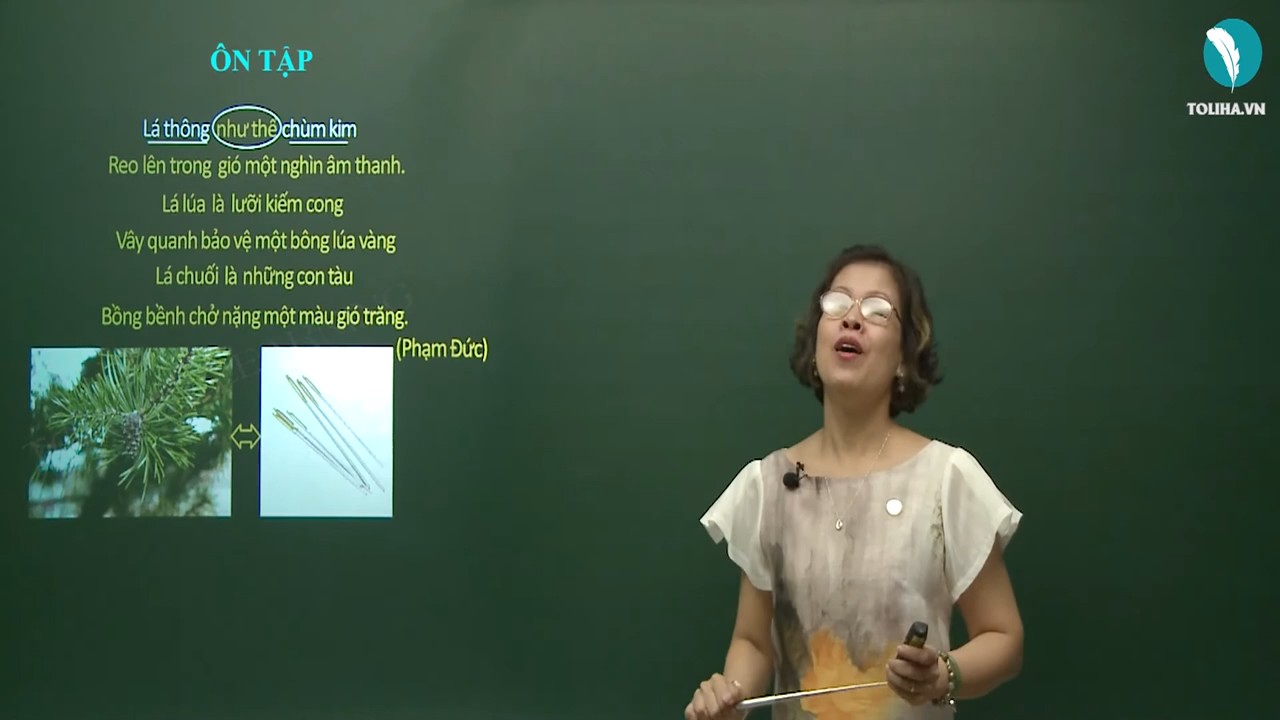 ÔN TẬP
Lá thông như thể chùm kim
Reo lên trong gió một nghìn âm thanh.
Lá lúa là lưỡi kiếm cong
Vây quanh bảo vệ một bông lúa vàng
Lá chuối là những con tàu
Bồng bềnh chở nặng một màu gió trăng.
(Phạm Đức)
TOLIHA.VN